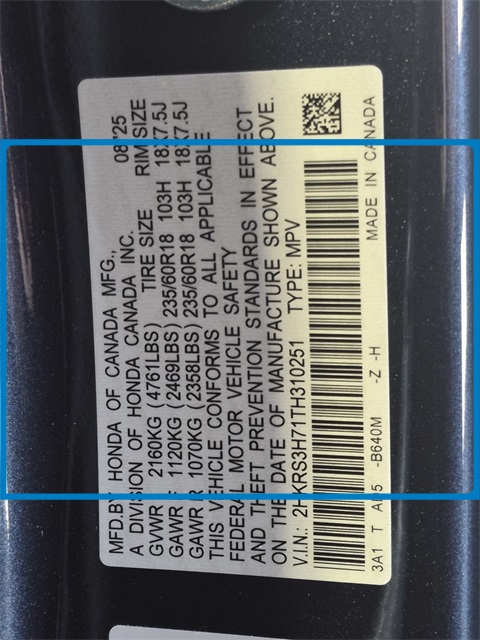 MFD.BY HONDA OF CANADA MFG.,
A DIVISION OF HONDA CANADA INC.
GVWR 2160KG (4761LBS) TIRE SIZE RIM SIZE
GAWR F 1120KG (2469LBS) 235/60R18 103H 18X7.5J
GAWR R 1070KG (2358LBS) 235/60R18 103H 18X7.5J
THIS VEHICLE CONFORMS TO ALL APPLICABLE
FEDERAL MOTOR VEHICLE SAFETY
AND THEFT PREVENTION STANDARDS IN EFFECT
ON THE DATE OF MANUFACTURE SHOWN ABOVE.
V.I.N.: 2HKRS3H71TH310251 TYPE: MPV
3A1 T -B640M -Z -H MADE IN CANADA